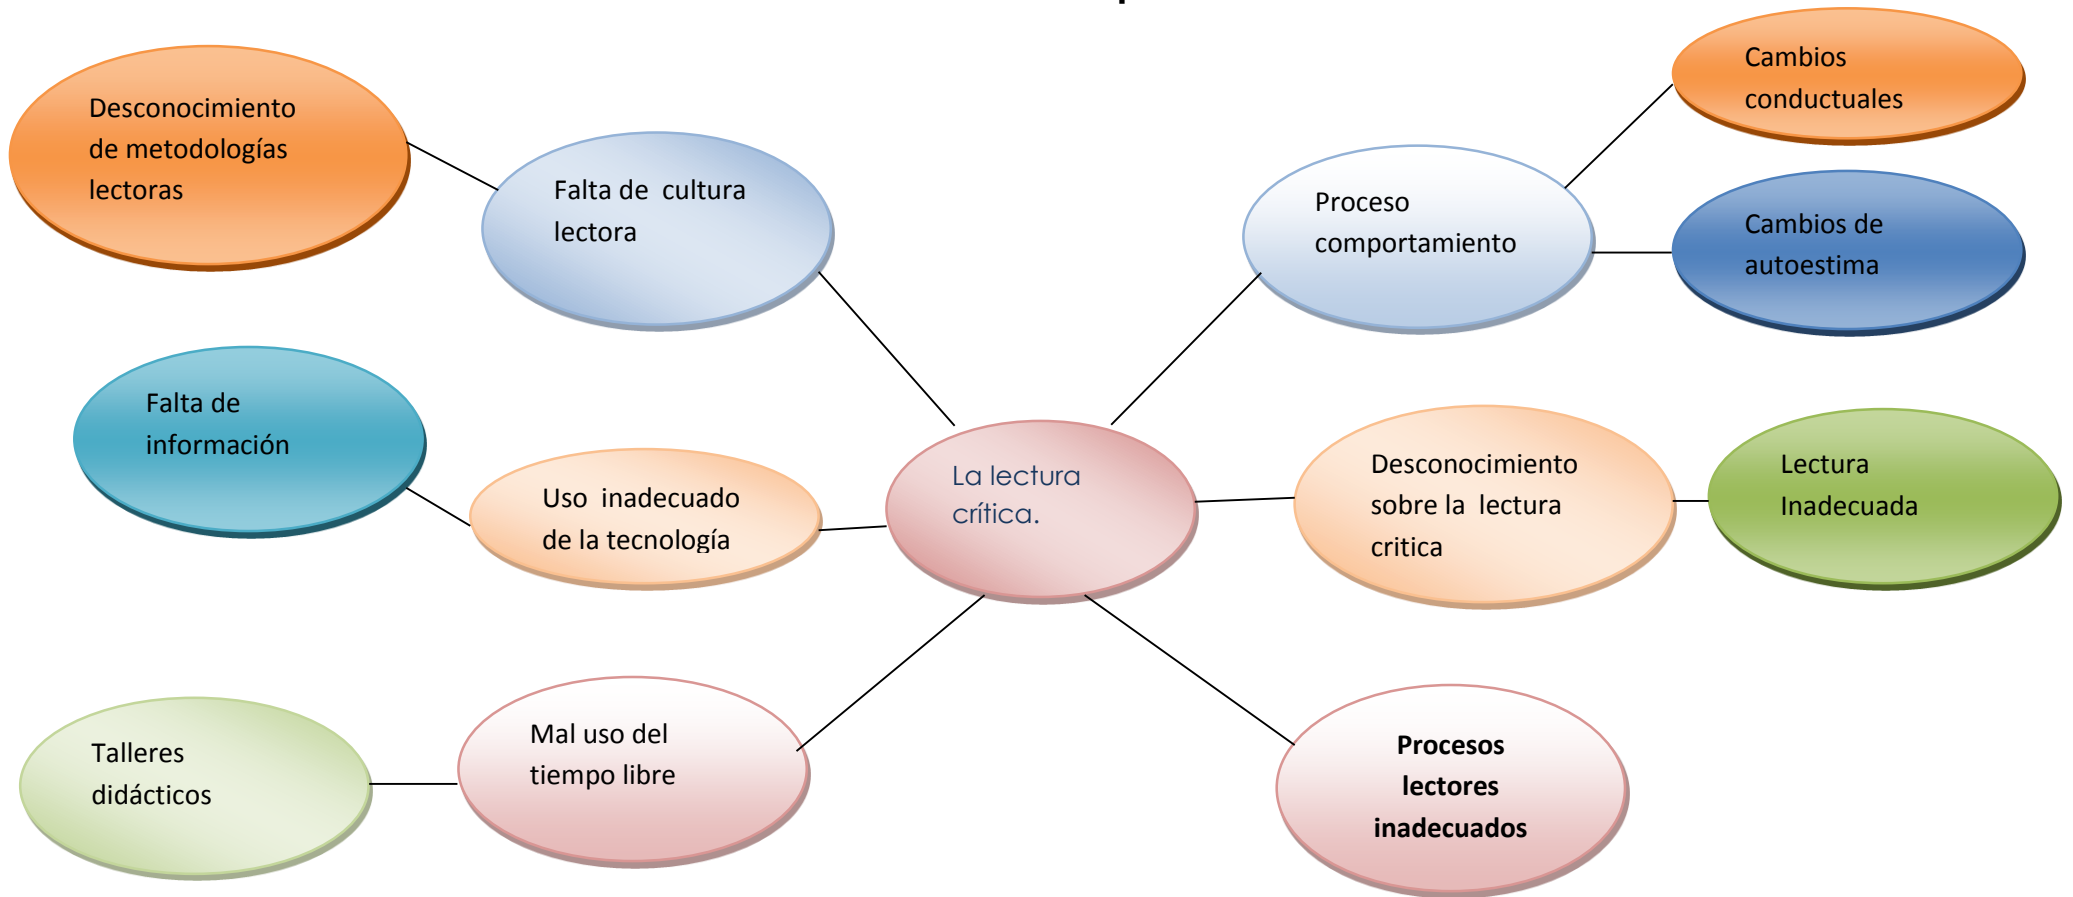 Cambios
conductuales
Desconocimiento
de metodologías
lectoras
Falta de  cultura
lectora
Proceso
comportamiento
Cambios de
autoestima
Falta de
información
Uso  inadecuado
de la tecnología
La lectura
crítica.
Desconocimiento
sobre la  lectura
critica
Lectura
Inadecuada
Talleres
didácticos
Mal uso del
tiempo libre
Procesos
lectores
inadecuados